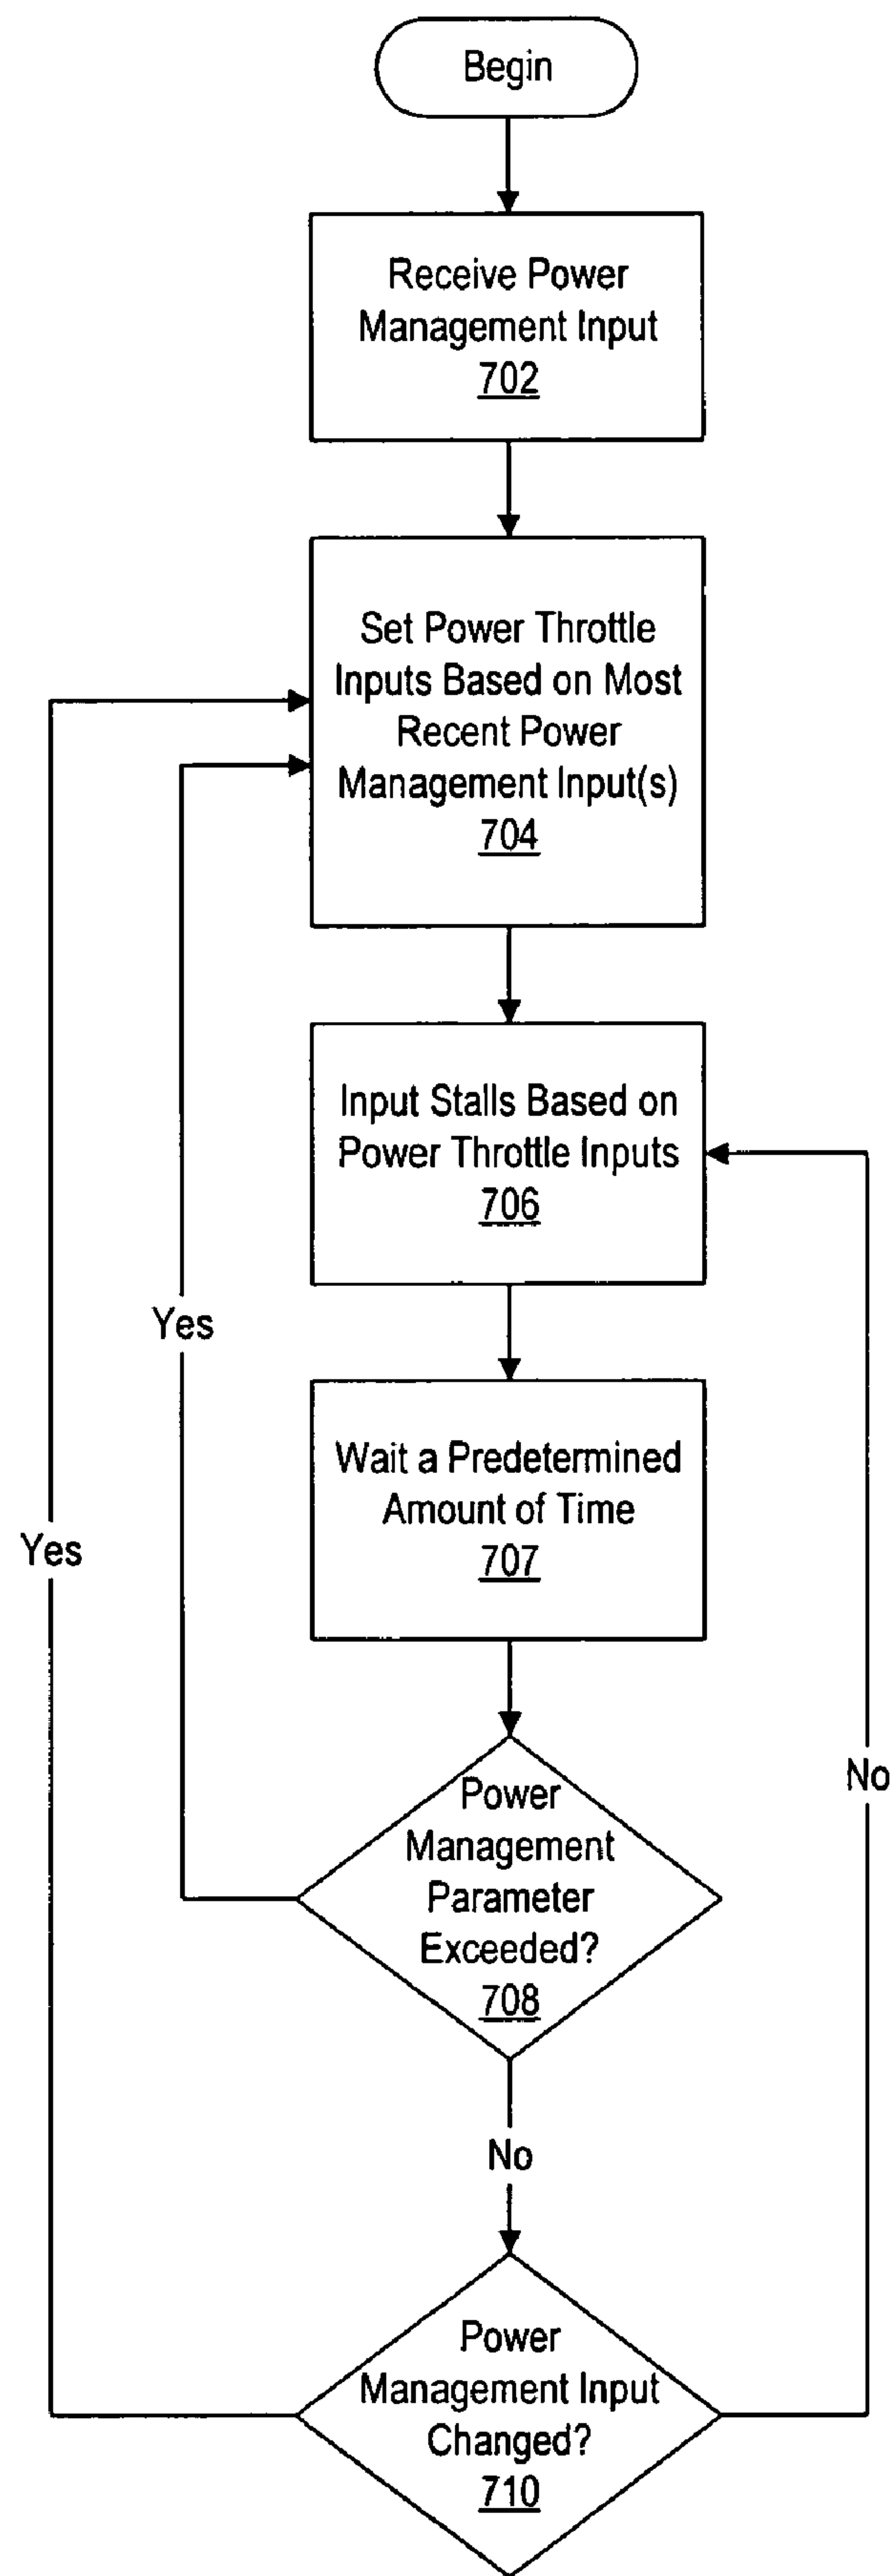 Begin
Receive Power
Management Input
702
Set Power Throttle
Inputs Based on Most
Recent Power
Management Input(s)
704
Input Stalls Based on
Power Throttle Inputs
706
Yes
Wait a Predetermined
Amount of Time
707
Yes
No
Power
Management
Parameter
Exceeded?
708
No
Power
Management Input
Changed?
710